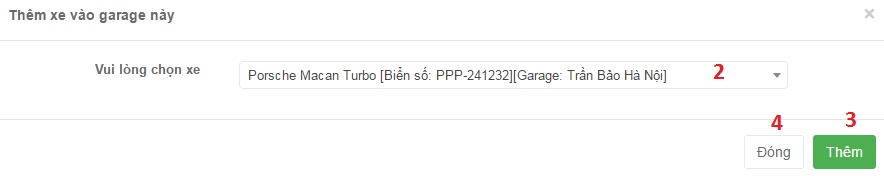 Thêm xe vào garage này ×
Vui lòng chọn xe
Porsche Macan Turbo [Biển số: PPP-241232][Garage: Trần Bảo Hà Nội] 2
4 3
Đóng Thêm